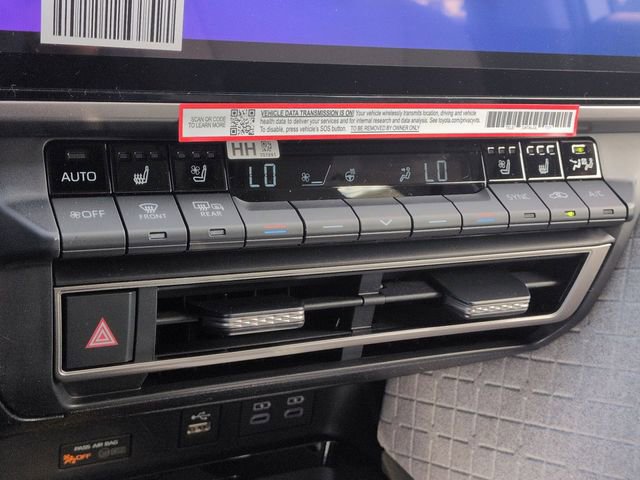 SCAN QR CODE
TO LEARN MORE
VEHICLE DATA TRANSMISSION IS ON! Your vehicle wirelessly transmits location, driving and vehicle
health data to deliver your services and for internal research and data analysis. See toyota.com/privacyvts.
To disable, press vehicle's SOS button. TO BE REMOVED BY OWNER ONLY
HH
AUTO
LO
LO
OFF
FRONT
REAR
SYNC
A/C
PASS AIR BAG
OFF